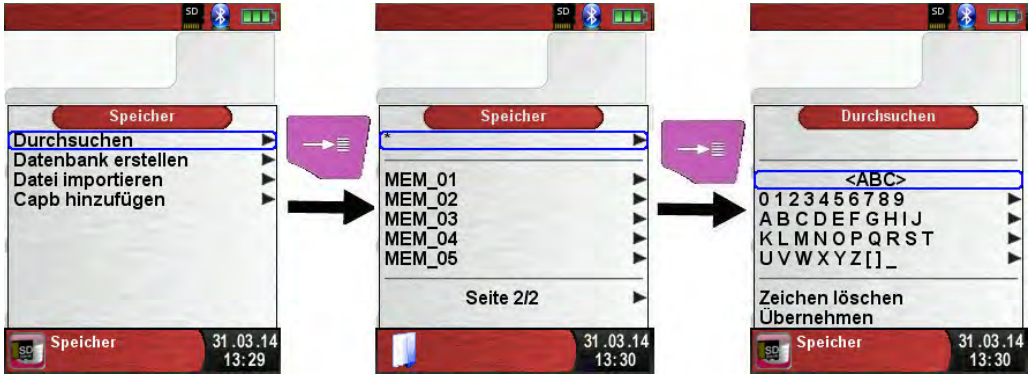 SD
Speicher
Durchsuchen
Datenbank erstellen
Datei importieren
Capb hinzufügen
SD
Speicher
31.03.14
13:29
SD
Speicher
*
MEM_01
MEM_02
MEM_03
MEM_04
MEM_05
Seite 2/2
31.03.14
13:30
SD
Durchsuchen
<ABC>
0 1 2 3 4 5 6 7 8 9
A B C D E F G H I J
K L M N O P Q R S T
U V W X Y Z [ ] _
Zeichen löschen
Übernehmen
SD
Speicher
31.03.14
13:30